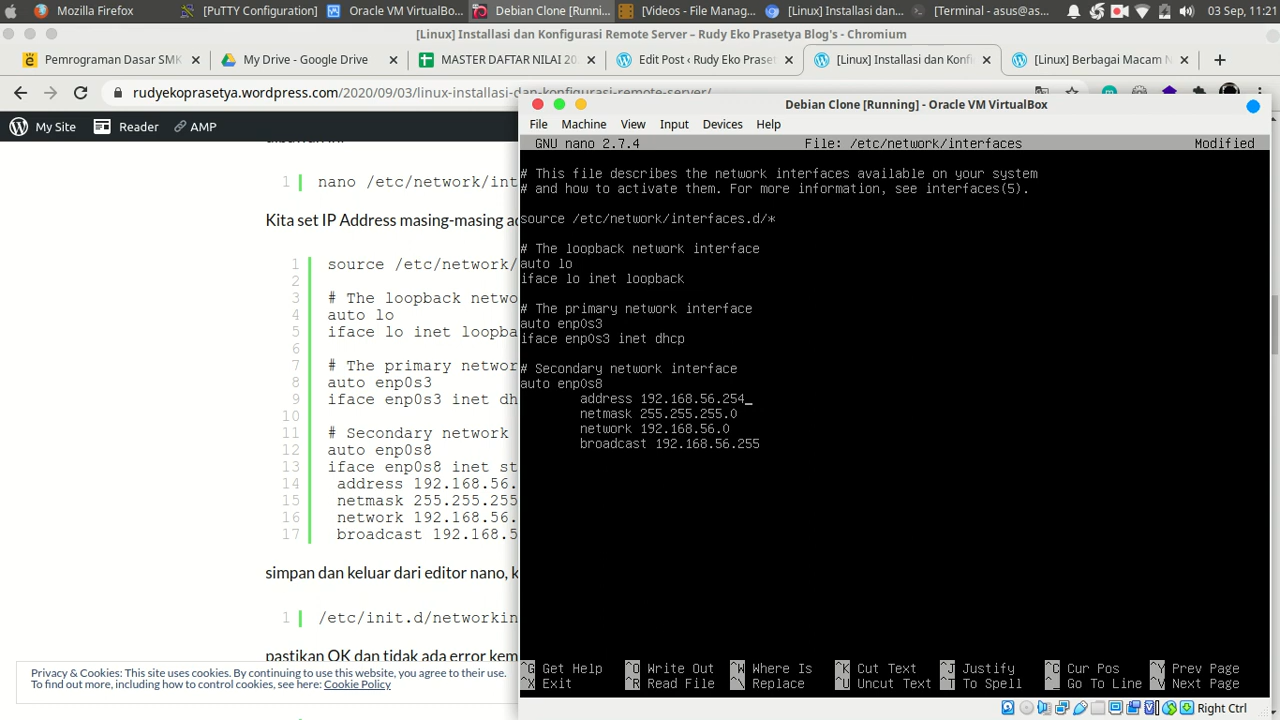 Mozilla Firefox
[PuTTY Configuration]
Oracle VM VirtualBo...
Debian Clone [Runni...
[Videos - File Manag...
[Linux] Installasi dan...
[Terminal - asus@as...
03 Sep, 11:21
[Linux] Installasi dan Konfigurasi Remote Server – Rudy Eko Prasetya Blog's - Chromium
Pemrograman Dasar SMK
My Drive - Google Drive
MASTER DAFTAR NILAI 202
Edit Post ‹ Rudy Eko Praset
[Linux] Installasi dan Konfi
[Linux] Berbagai Macam N
rudyekoprasetya.wordpress.com/2020/09/03/linux-installasi-dan-konfigurasi-remote-server/
My Site
Reader
AMP
1 nano /etc/network/int
Kita set IP Address masing-masing ad
1 source /etc/network/
2
3 # The loopback netwo
4 auto lo
5 iface lo inet loopba
6
7 # The primary networ
8 auto enp0s3
9 iface enp0s3 inet dh
10
11 # Secondary network
12 auto enp0s8
13 iface enp0s8 inet st
14 address 192.168.56.
15 netmask 255.255.255
16 network 192.168.56.
17 broadcast 192.168.5
simpan dan keluar dari editor nano, k
1 /etc/init.d/networkin
pastikan OK dan tidak ada error kem
Privacy & Cookies: This site uses cookies. By continuing to use this website, you agree to their use.
To find out more, including how to control cookies, see here: Cookie Policy
Debian Clone [Running] - Oracle VM VirtualBox
File Machine View Input Devices Help
GNU nano 2.7.4 File: /etc/network/interfaces Modified
# This file describes the network interfaces available on your system
# and how to activate them. For more information, see interfaces(5).
source /etc/network/interfaces.d/*
# The loopback network interface
auto lo
iface lo inet loopback
# The primary network interface
auto enp0s3
iface enp0s3 inet dhcp
# Secondary network interface
auto enp0s8
address 192.168.56.254_
netmask 255.255.255.0
network 192.168.56.0
broadcast 192.168.56.255
^G Get Help ^O Write Out ^W Where Is ^K Cut Text ^J Justify ^C Cur Pos ^Y Prev Page
^X Exit ^R Read File ^\ Replace ^U Uncut Text ^T To Spell ^_ Go To Line ^V Next Page
Right Ctrl